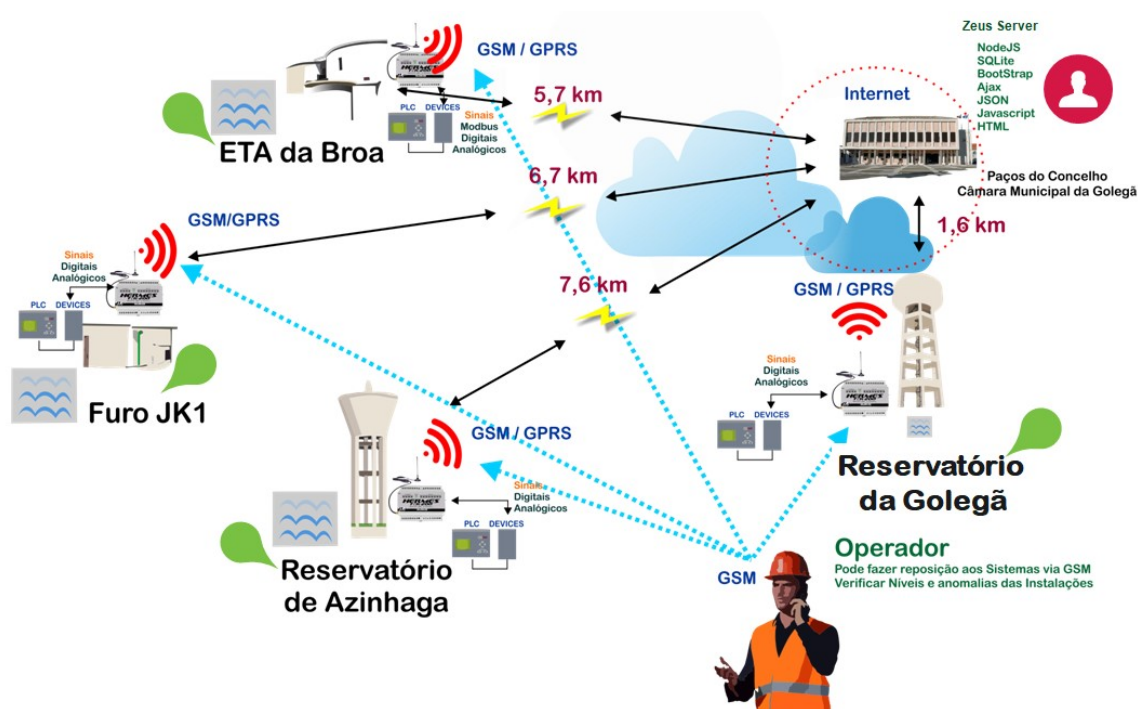 Zeus Server
NodeJS
SQLite
BootStrap
Ajax
JSON
Javascript
HTML
Internet
Paços do Concelho
Câmara Municipal da Golegã
GSM / GPRS
5,7 km
PLC DEVICES
Sinais
Modbus
Digitais
Analógicos
ETA da Broa
6,7 km
1,6 km
GSM/GPRS
Sinais
Digitais
Analógicos
HERMES
PLC DEVICES
Furo JK1
7,6 km
GSM / GPRS
Sinais
Digitais
Analógicos
PLC DEVICES
Reservatório
da Golegã
GSM / GPRS
HERMES
Sinais
Digitais
Analógicos
PLC DEVICES
Reservatório
de Azinhaga
GSM
Operador
Pode fazer reposição aos Sistemas via GSM
Verificar Níveis e anomalias das Instalações